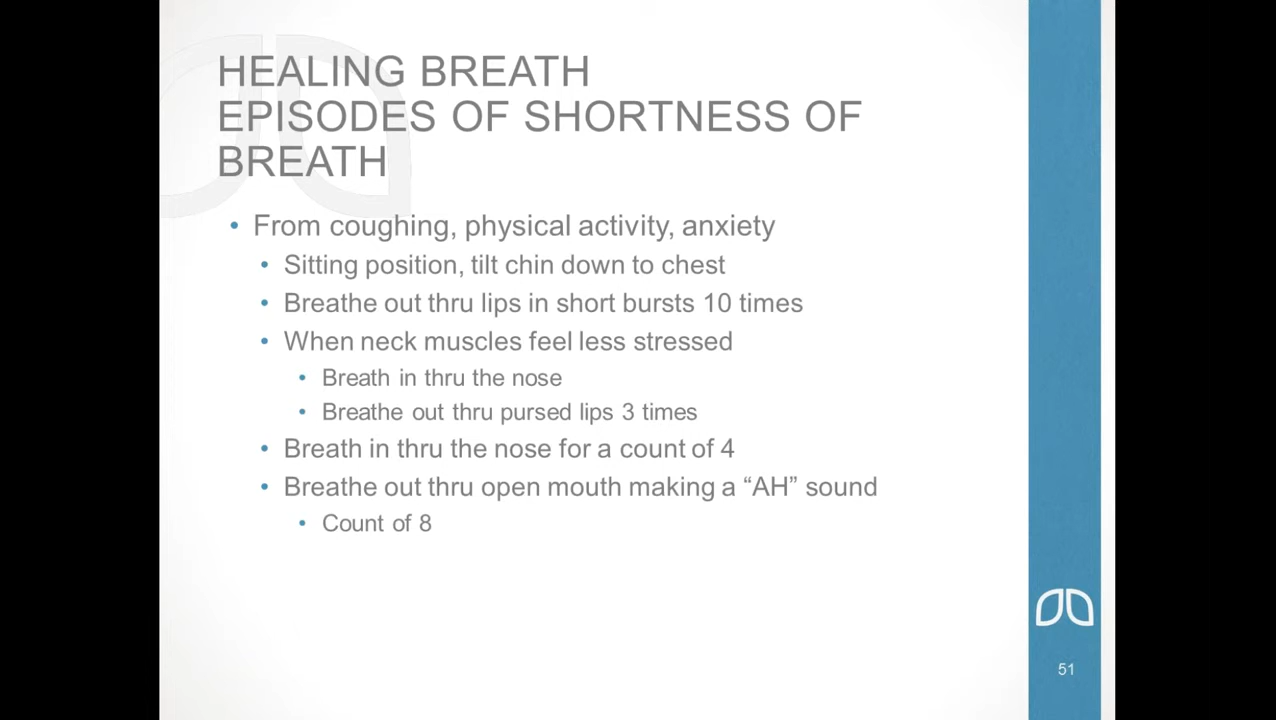 HEALING BREATH
EPISODES OF SHORTNESS OF
BREATH
• From coughing, physical activity, anxiety
• Sitting position, tilt chin down to chest
• Breathe out thru lips in short bursts 10 times
• When neck muscles feel less stressed
• Breath in thru the nose
• Breathe out thru pursed lips 3 times
• Breath in thru the nose for a count of 4
• Breathe out thru open mouth making a “AH” sound
• Count of 8
51